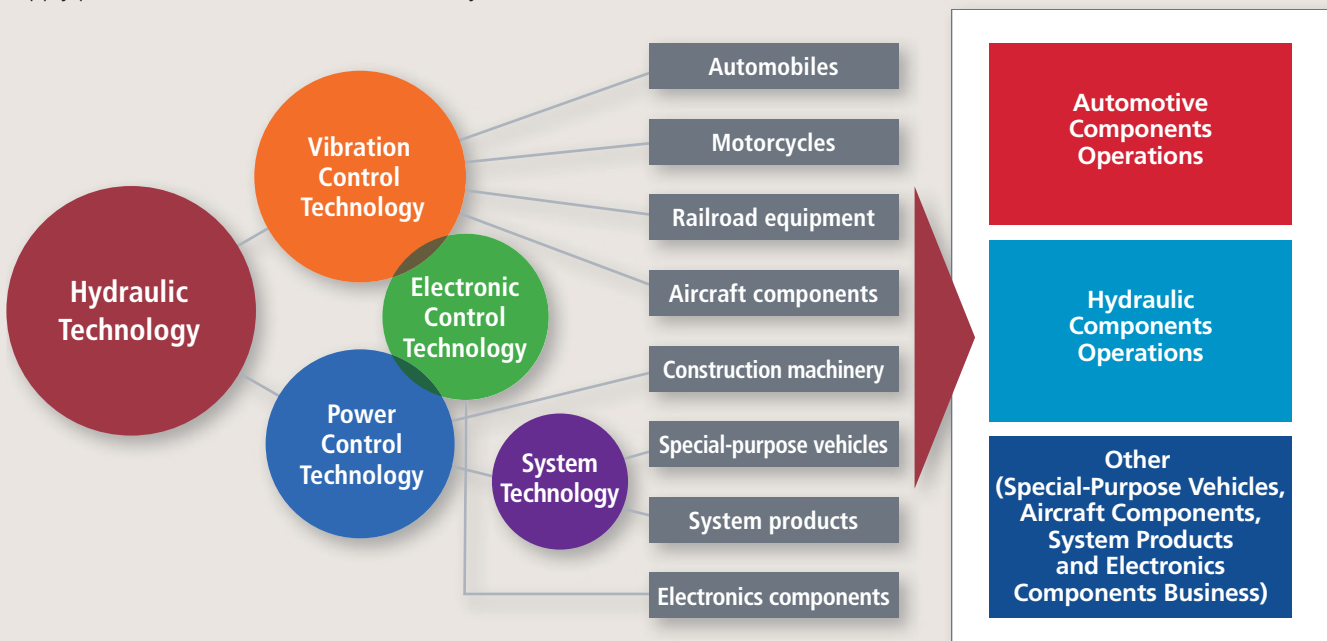 Hydraulic
Technology
Vibration
Control
Technology
Electronic
Control
Technology
Power
Control
Technology
System
Technology
Automobiles
Motorcycles
Railroad equipment
Aircraft components
Construction machinery
Special-purpose vehicles
System products
Electronics components
Automotive
Components
Operations
Hydraulic
Components
Operations
Other
(Special-Purpose Vehicles,
Aircraft Components,
System Products
and Electronics
Components Business)